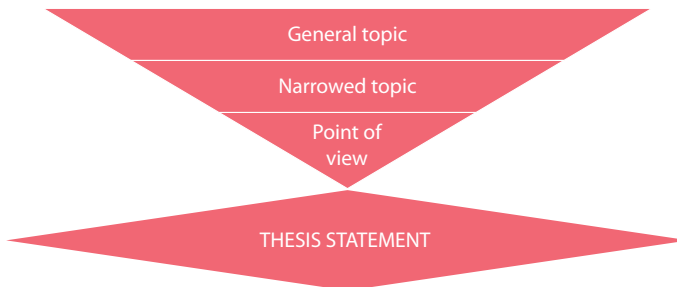 General topic
Narrowed topic
Point of
view
THESIS STATEMENT